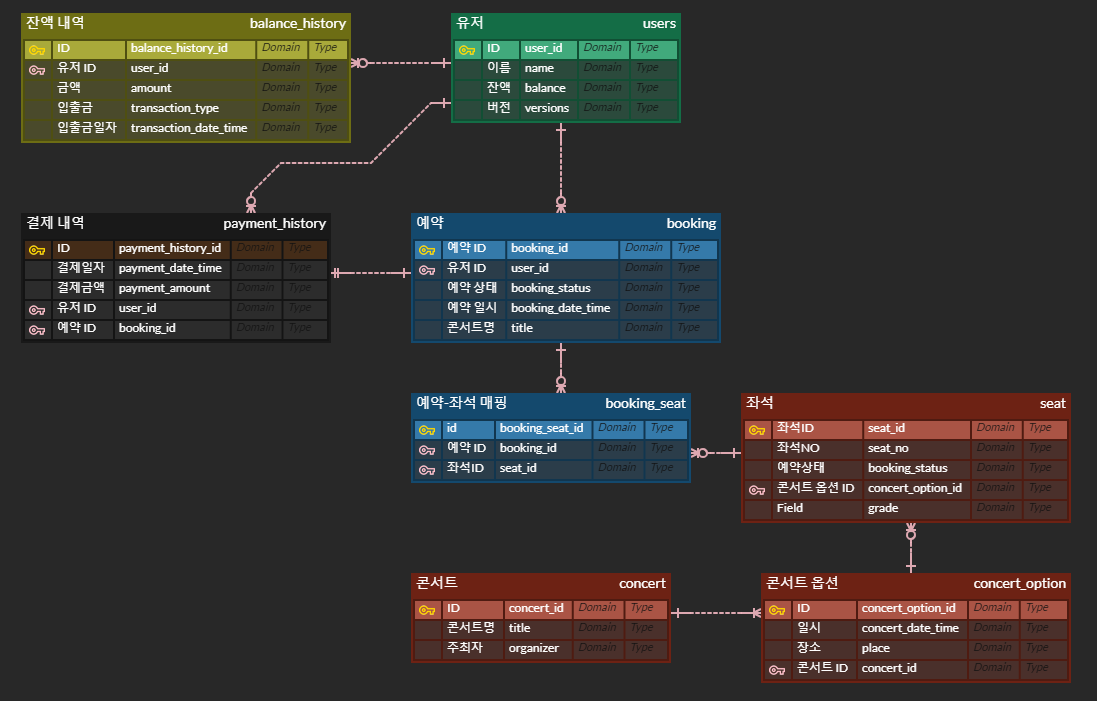 잔액 내역 balance_history
ID balance_history_id Domain Type
유저 ID user_id Domain Type
금액 amount Domain Type
입출금 transaction_type Domain Type
입출금일자 transaction_date_time Domain Type
유저 users
ID user_id Domain Type
이름 name Domain Type
잔액 balance Domain Type
버전 versions Domain Type
결제 내역 payment_history
ID payment_history_id Domain Type
결제일자 payment_date_time Domain Type
결제금액 payment_amount Domain Type
유저 ID user_id Domain Type
예약 ID booking_id Domain Type
예약 booking
예약 ID booking_id Domain Type
유저 ID user_id Domain Type
예약 상태 booking_status Domain Type
예약 일시 booking_date_time Domain Type
콘서트명 title Domain Type
예약-좌석 매핑 booking_seat
id booking_seat_id Domain Type
예약 ID booking_id Domain Type
좌석ID seat_id Domain Type
좌석 seat
좌석ID seat_id Domain Type
좌석NO seat_no Domain Type
예약상태 booking_status Domain Type
콘서트 옵션 ID concert_option_id Domain Type
Field grade Domain Type
콘서트 concert
ID concert_id Domain Type
콘서트명 title Domain Type
주최자 organizer Domain Type
콘서트 옵션 concert_option
ID concert_option_id Domain Type
일시 concert_date_time Domain Type
장소 place Domain Type
콘서트 ID concert_id Domain Type